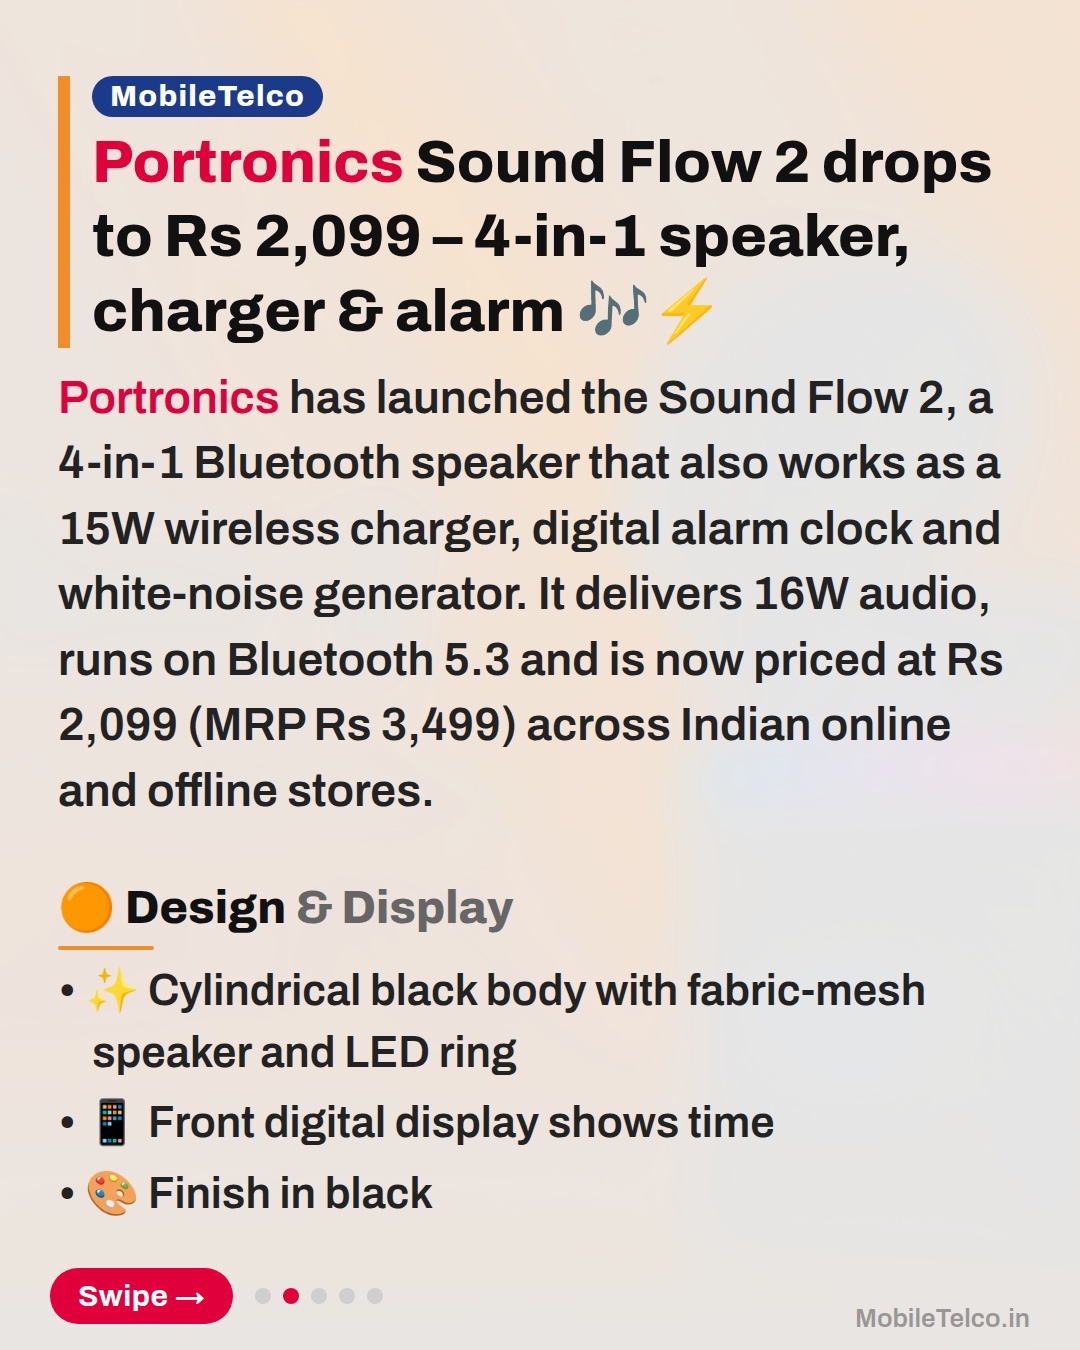 MobileTelco
Portronics Sound Flow 2 drops
to Rs 2,099 – 4-in-1 speaker,
charger & alarm 🎶⚡
Portronics has launched the Sound Flow 2, a
4-in-1 Bluetooth speaker that also works as a
15W wireless charger, digital alarm clock and
white-noise generator. It delivers 16W audio,
runs on Bluetooth 5.3 and is now priced at Rs
2,099 (MRP Rs 3,499) across Indian online
and offline stores.
🟠 Design & Display
• ✨ Cylindrical black body with fabric-mesh
speaker and LED ring
• 📱 Front digital display shows time
• 🎨 Finish in black
Swipe →
MobileTelco.in